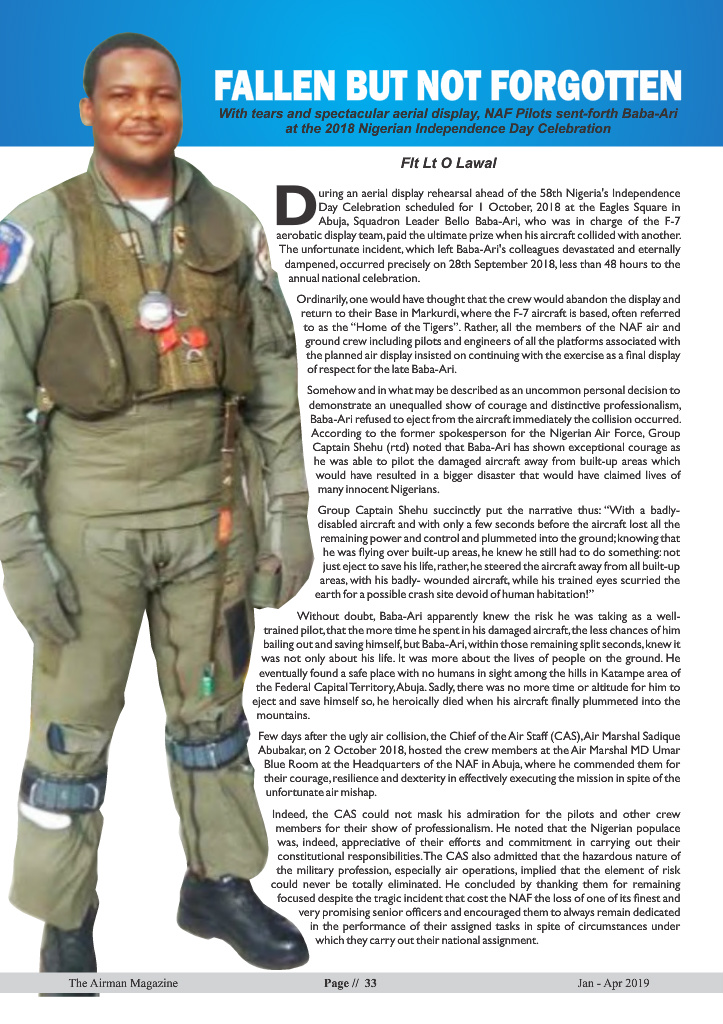 FALLEN BUT NOT FORGOTTEN
With tears and spectacular aerial display, NAF Pilots sent-forth Baba-Ari
at the 2018 Nigerian Independence Day Celebration
Flt Lt O Lawal
During an aerial display rehearsal ahead of the 58th Nigeria's Independence
Day Celebration scheduled for 1 October, 2018 at the Eagles Square in
Abuja, Squadron Leader Bello Baba-Ari, who was in charge of the F-7
aerobatic display team, paid the ultimate prize when his aircraft collided with another.
The unfortunate incident, which left Baba-Ari's colleagues devastated and eternally
dampened, occurred precisely on 28th September 2018, less than 48 hours to the
annual national celebration.
Ordinarily, one would have thought that the crew would abandon the display and
return to their Base in Markurdi, where the F-7 aircraft is based, often referred
to as the “Home of the Tigers”. Rather, all the members of the NAF air and
ground crew including pilots and engineers of all the platforms associated with
the planned air display insisted on continuing with the exercise as a final display
of respect for the late Baba-Ari.
Somehow and in what may be described as an uncommon personal decision to
demonstrate an unequalled show of courage and distinctive professionalism,
Baba-Ari refused to eject from the aircraft immediately the collision occurred.
According to the former spokesperson for the Nigerian Air Force, Group
Captain Shehu (rtd) noted that Baba-Ari has shown exceptional courage as
he was able to pilot the damaged aircraft away from built-up areas which
would have resulted in a bigger disaster that would have claimed lives of
many innocent Nigerians.
Group Captain Shehu succinctly put the narrative thus: “With a badly-
disabled aircraft and with only a few seconds before the aircraft lost all the
remaining power and control and plummeted into the ground; knowing that
he was flying over built-up areas, he knew he still had to do something: not
just eject to save his life, rather, he steered the aircraft away from all built-up
areas, with his badly- wounded aircraft, while his trained eyes scurried the
earth for a possible crash site devoid of human habitation!”
Without doubt, Baba-Ari apparently knew the risk he was taking as a well-
trained pilot, that the more time he spent in his damaged aircraft, the less chances of him
bailing out and saving himself, but Baba-Ari, within those remaining split seconds, knew it
was not only about his life. It was more about the lives of people on the ground. He
eventually found a safe place with no humans in sight among the hills in Katampe area of
the Federal Capital Territory, Abuja. Sadly, there was no more time or altitude for him to
eject and save himself so, he heroically died when his aircraft finally plummeted into the
mountains.
Few days after the ugly air collision, the Chief of the Air Staff (CAS), Air Marshal Sadique
Abubakar, on 2 October 2018, hosted the crew members at the Air Marshal MD Umar
Blue Room at the Headquarters of the NAF in Abuja, where he commended them for
their courage, resilience and dexterity in effectively executing the mission in spite of the
unfortunate air mishap.
Indeed, the CAS could not mask his admiration for the pilots and other crew
members for their show of professionalism. He noted that the Nigerian populace
was, indeed, appreciative of their efforts and commitment in carrying out their
constitutional responsibilities. The CAS also admitted that the hazardous nature of
the military profession, especially air operations, implied that the element of risk
could never be totally eliminated. He concluded by thanking them for remaining
focused despite the tragic incident that cost the NAF the loss of one of its finest and
very promising senior officers and encouraged them to always remain dedicated
in the performance of their assigned tasks in spite of circumstances under
which they carry out their national assignment.
The Airman Magazine
Page // 33
Jan - Apr 2019